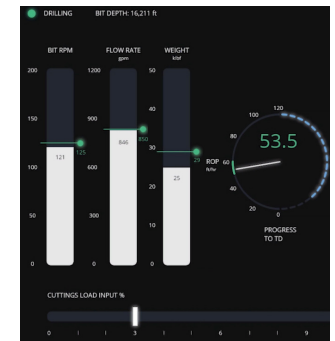 DRILLING BIT DEPTH: 16,211 ft
BIT RPM FLOW RATE WEIGHT
gpm klbf
200 1200 50
150 900 40
100 600 30
50 300 20
0 0 10
0
125 850 29
121 846 25
120
100
80
ROP 60
ft/hr
40
20
0
53.5
PROGRESS
TO TD
CUTTINGS LOAD INPUT %
0 3 6 9